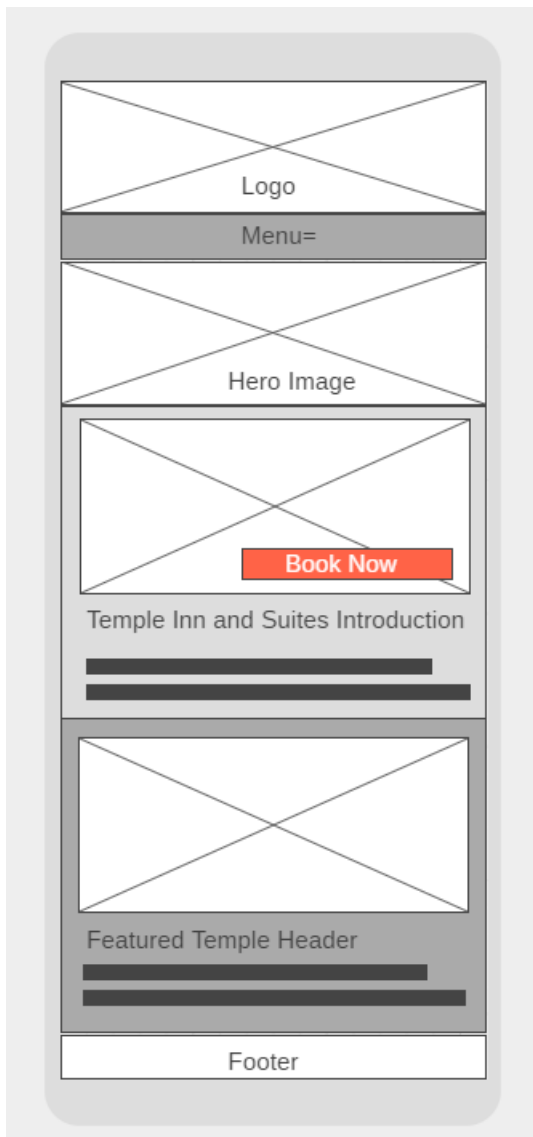 Logo
Menu=
Hero Image
Book Now
Temple Inn and Suites Introduction
Featured Temple Header
Footer